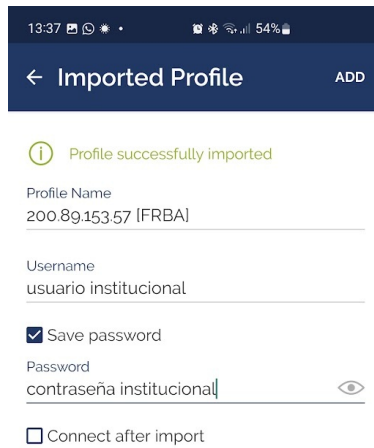 13:37 54%
Imported Profile ADD
Profile successfully imported
Profile Name
200.89.153.57 [FRBA]
Username
usuario institucional
Save password
Password
contraseña institucional
Connect after import